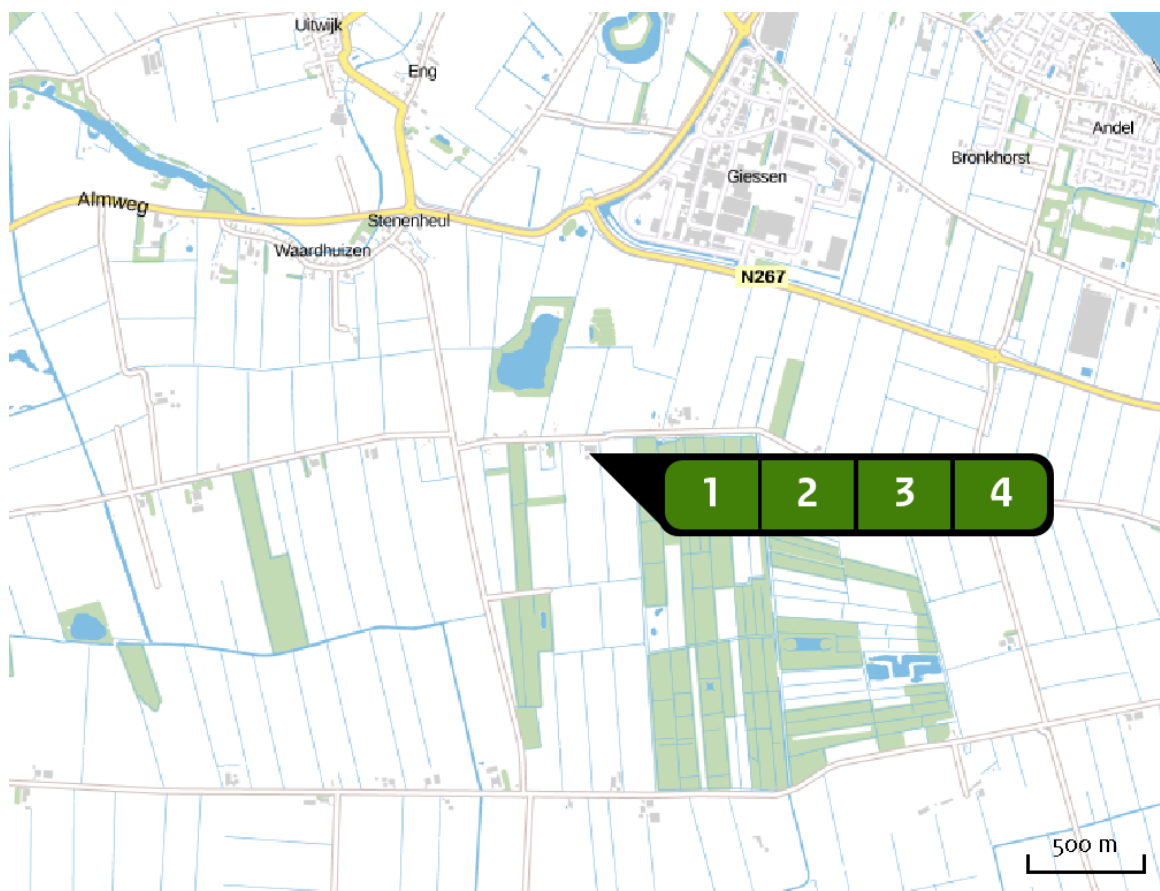 Uitwijk
Eng
Andel
Bronkhorst
Giessen
Almweg
Stenenheul
Waardhuizen
N267
1 2 3 4
500 m